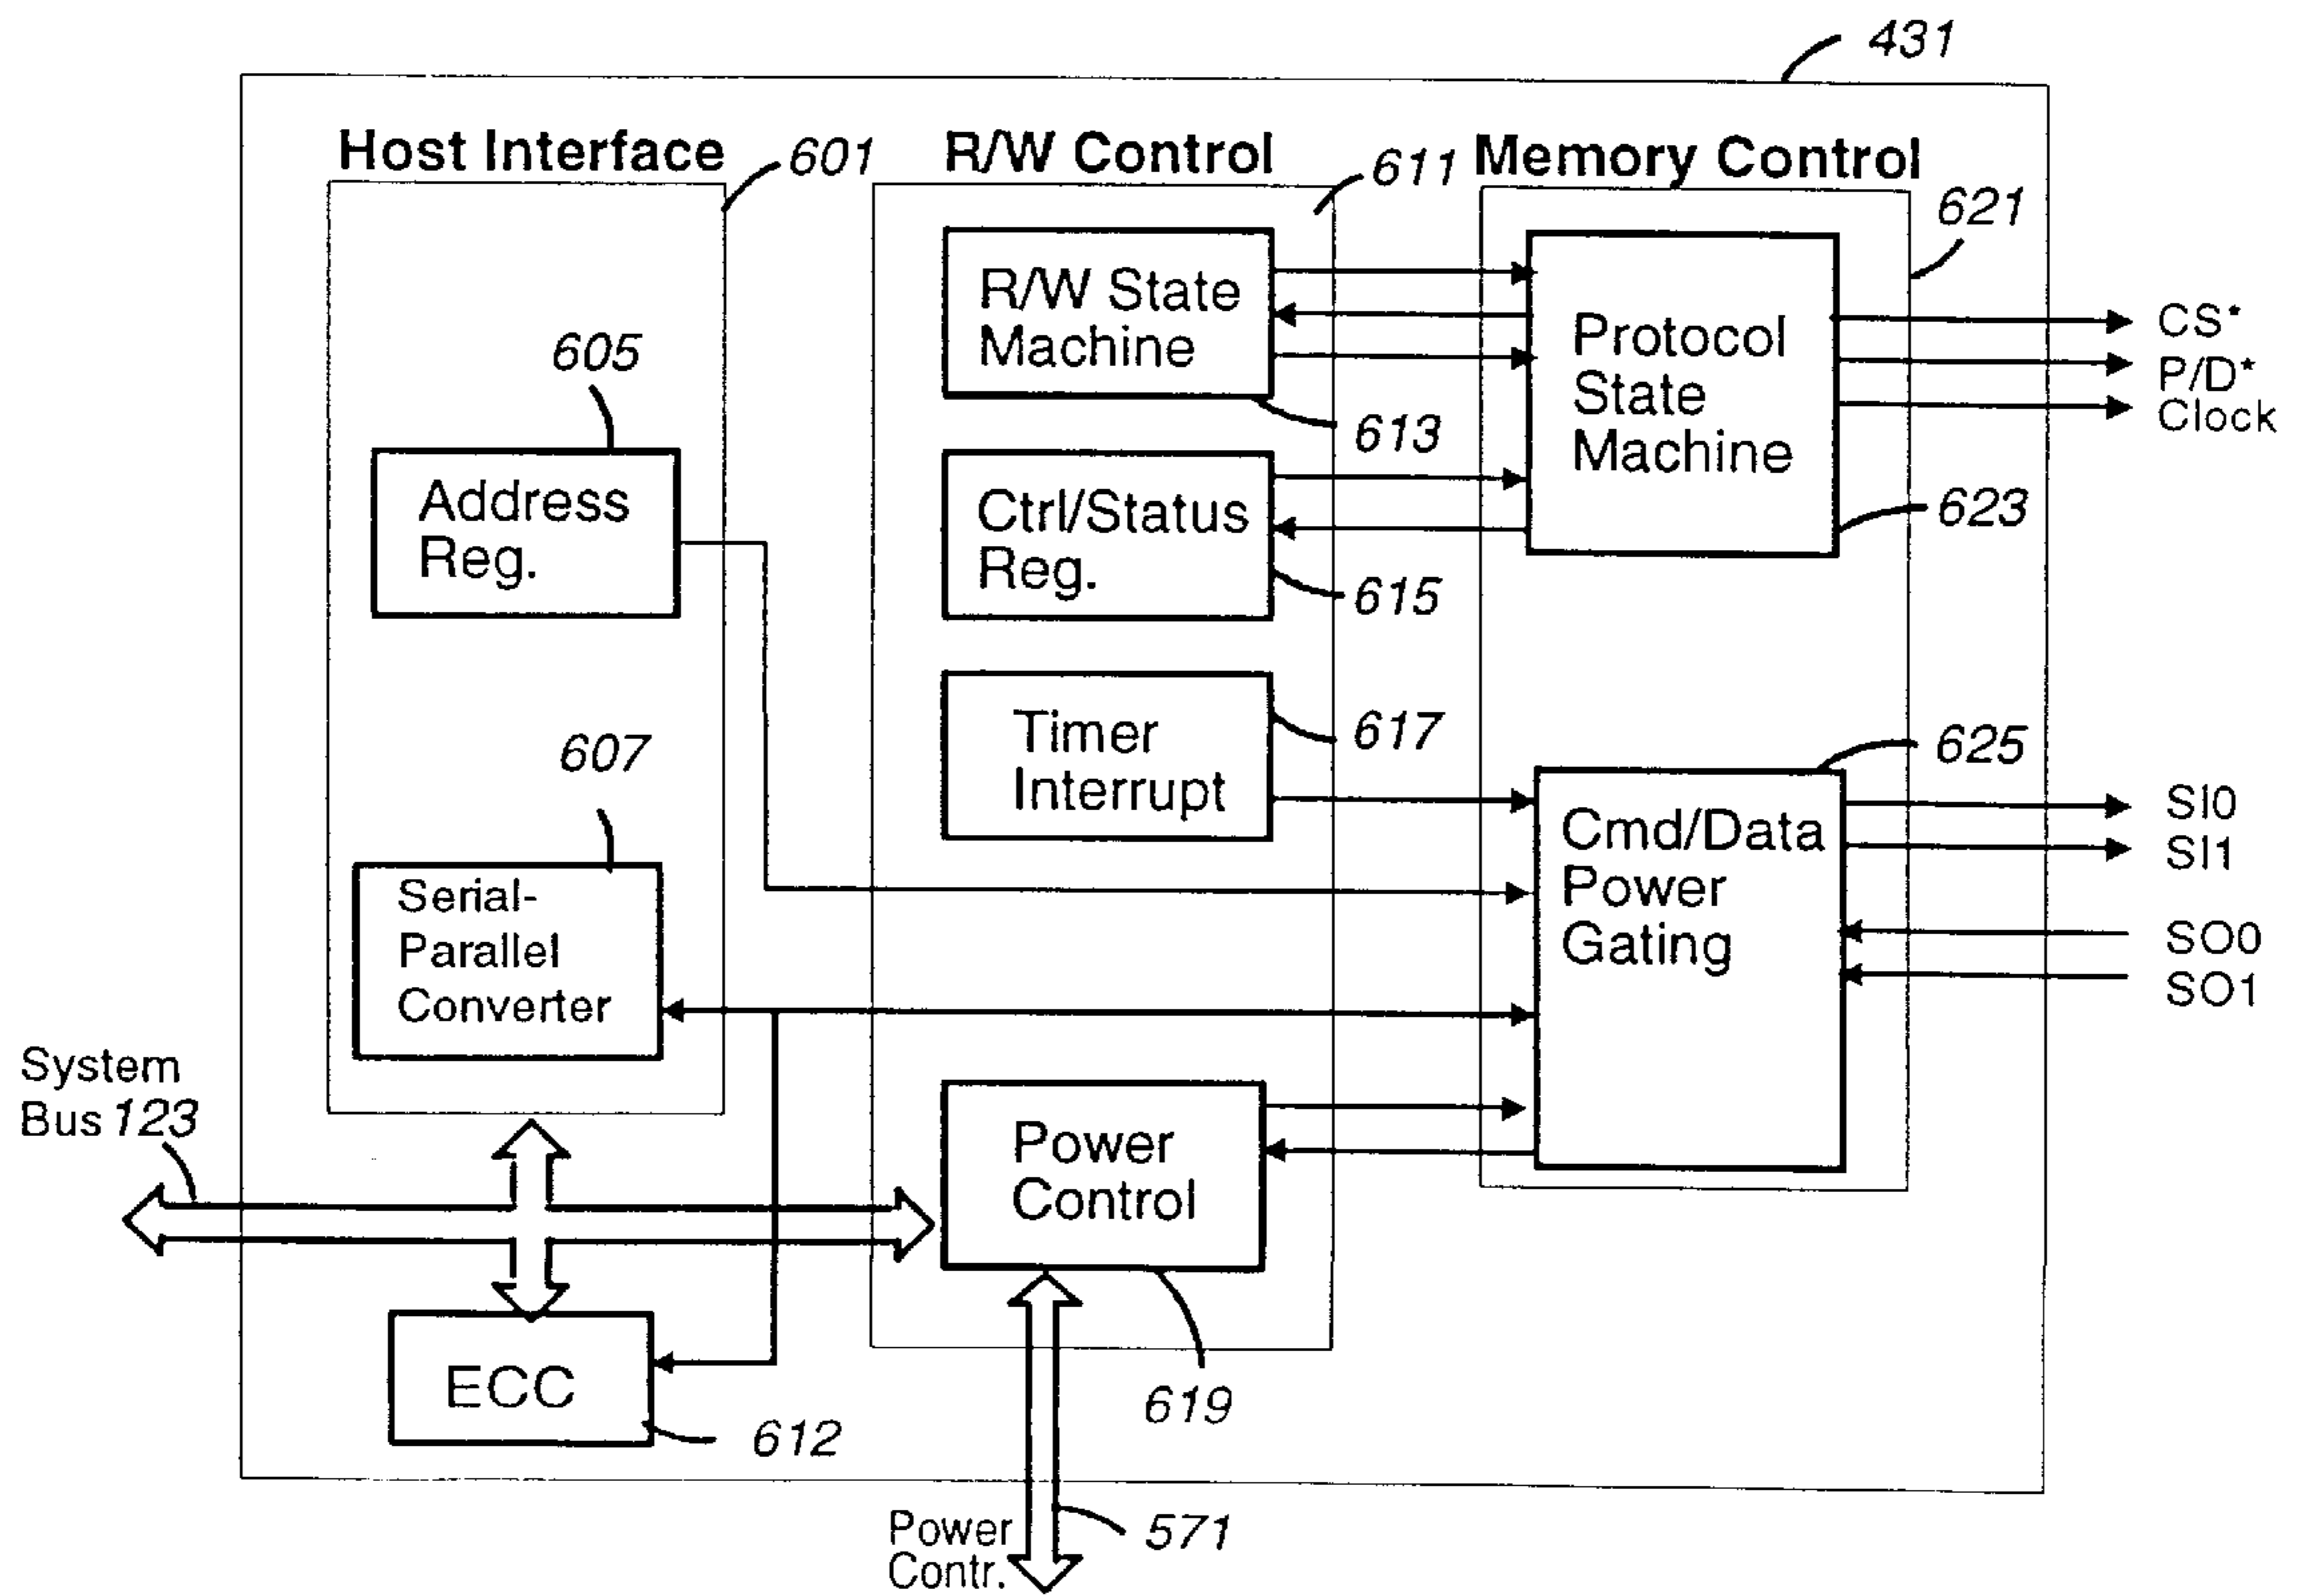 431
Host Interface
601
R/W Control
611
Memory Control
621
R/W State
Machine
613
Protocol
State
Machine
623
CS*
P/D*
Clock
605
Address
Reg.
Ctrl/Status
Reg.
615
Timer
Interrupt
617
625
Cmd/Data
Power
Gating
SI0
SI1
SO0
SO1
607
Serial-
Parallel
Converter
System
Bus 123
Power
Control
619
ECC
612
Power
Contr.
571